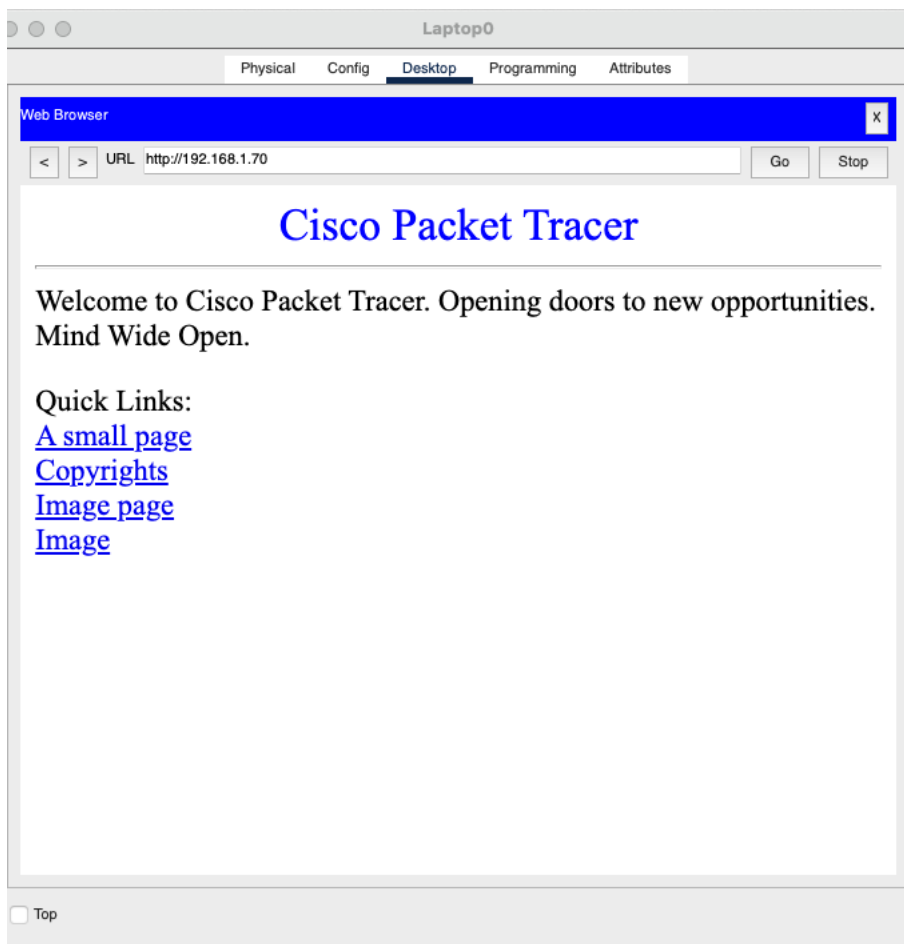 Laptop0
Physical Config Desktop Programming Attributes
Web Browser X
< > URL http://192.168.1.70 Go Stop
Cisco Packet Tracer
Welcome to Cisco Packet Tracer. Opening doors to new opportunities.
Mind Wide Open.
Quick Links:
A small page
Copyrights
Image page
Image
Top